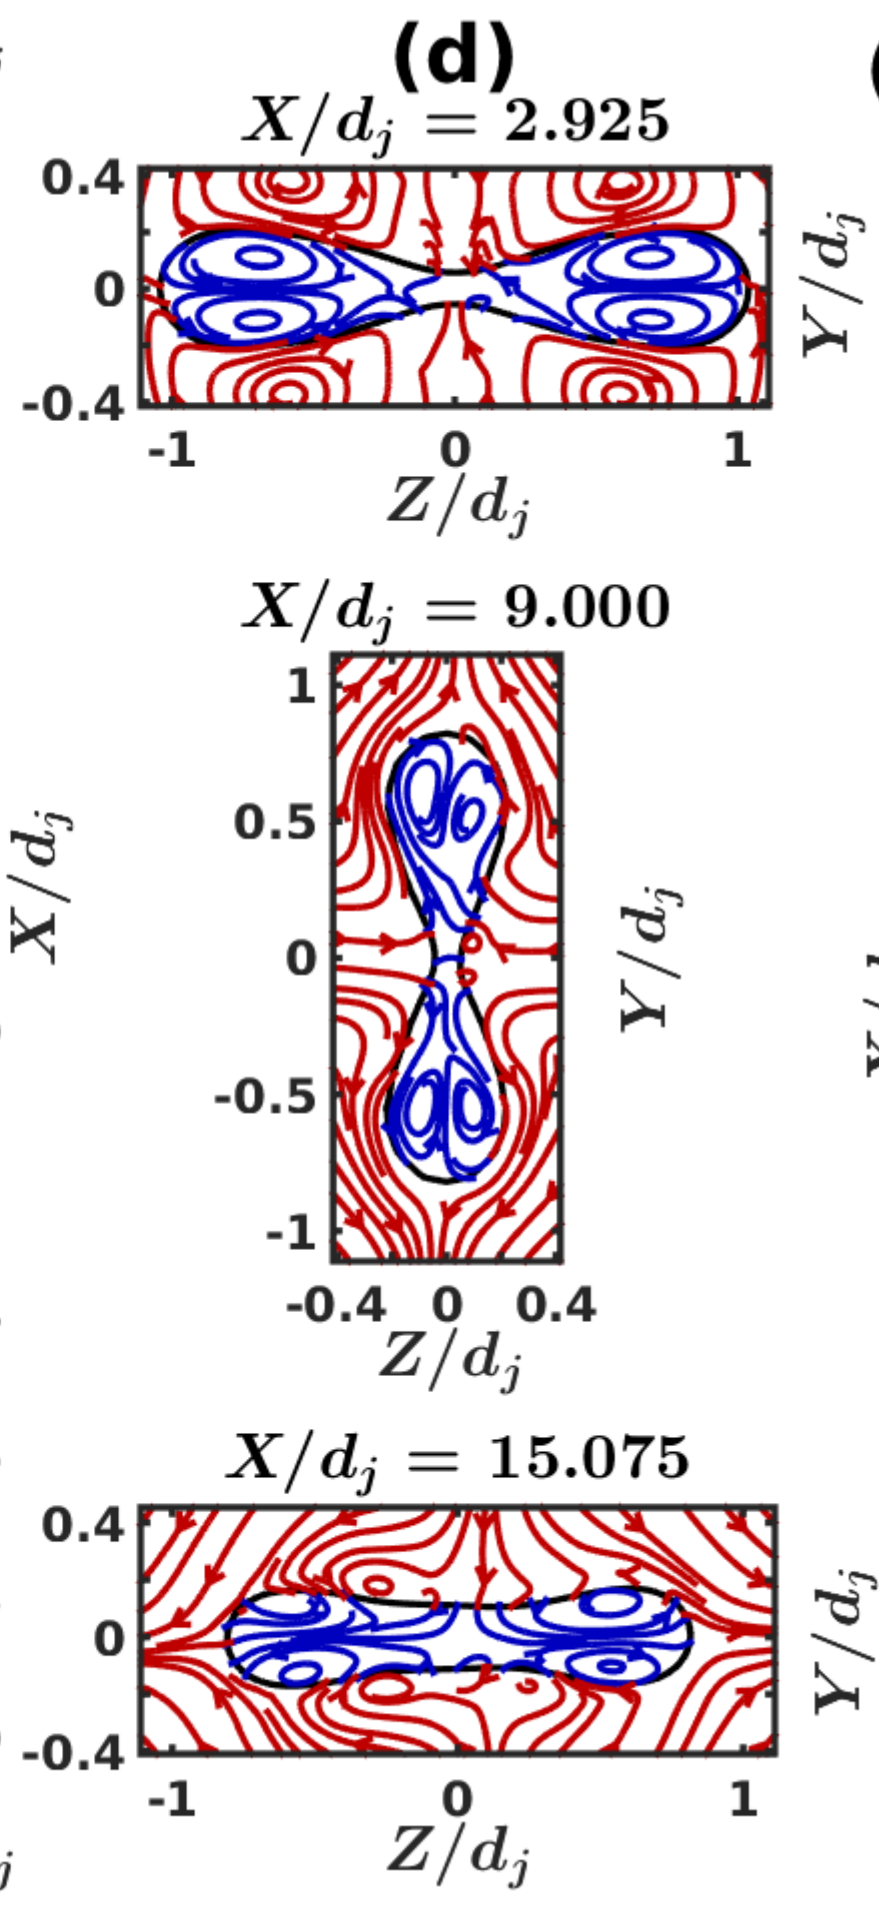 (d)
X/d_j = 2.925
0.4
0
-0.4
-1 0 1
Z/d_j
Y/d_j
X/d_j = 9.000
1
0.5
0
-0.5
-1
-0.4 0 0.4
Z/d_j
X/d_j
Y/d_j
X/d_j = 15.075
0.4
0
-0.4
-1 0 1
Z/d_j
Y/d_j